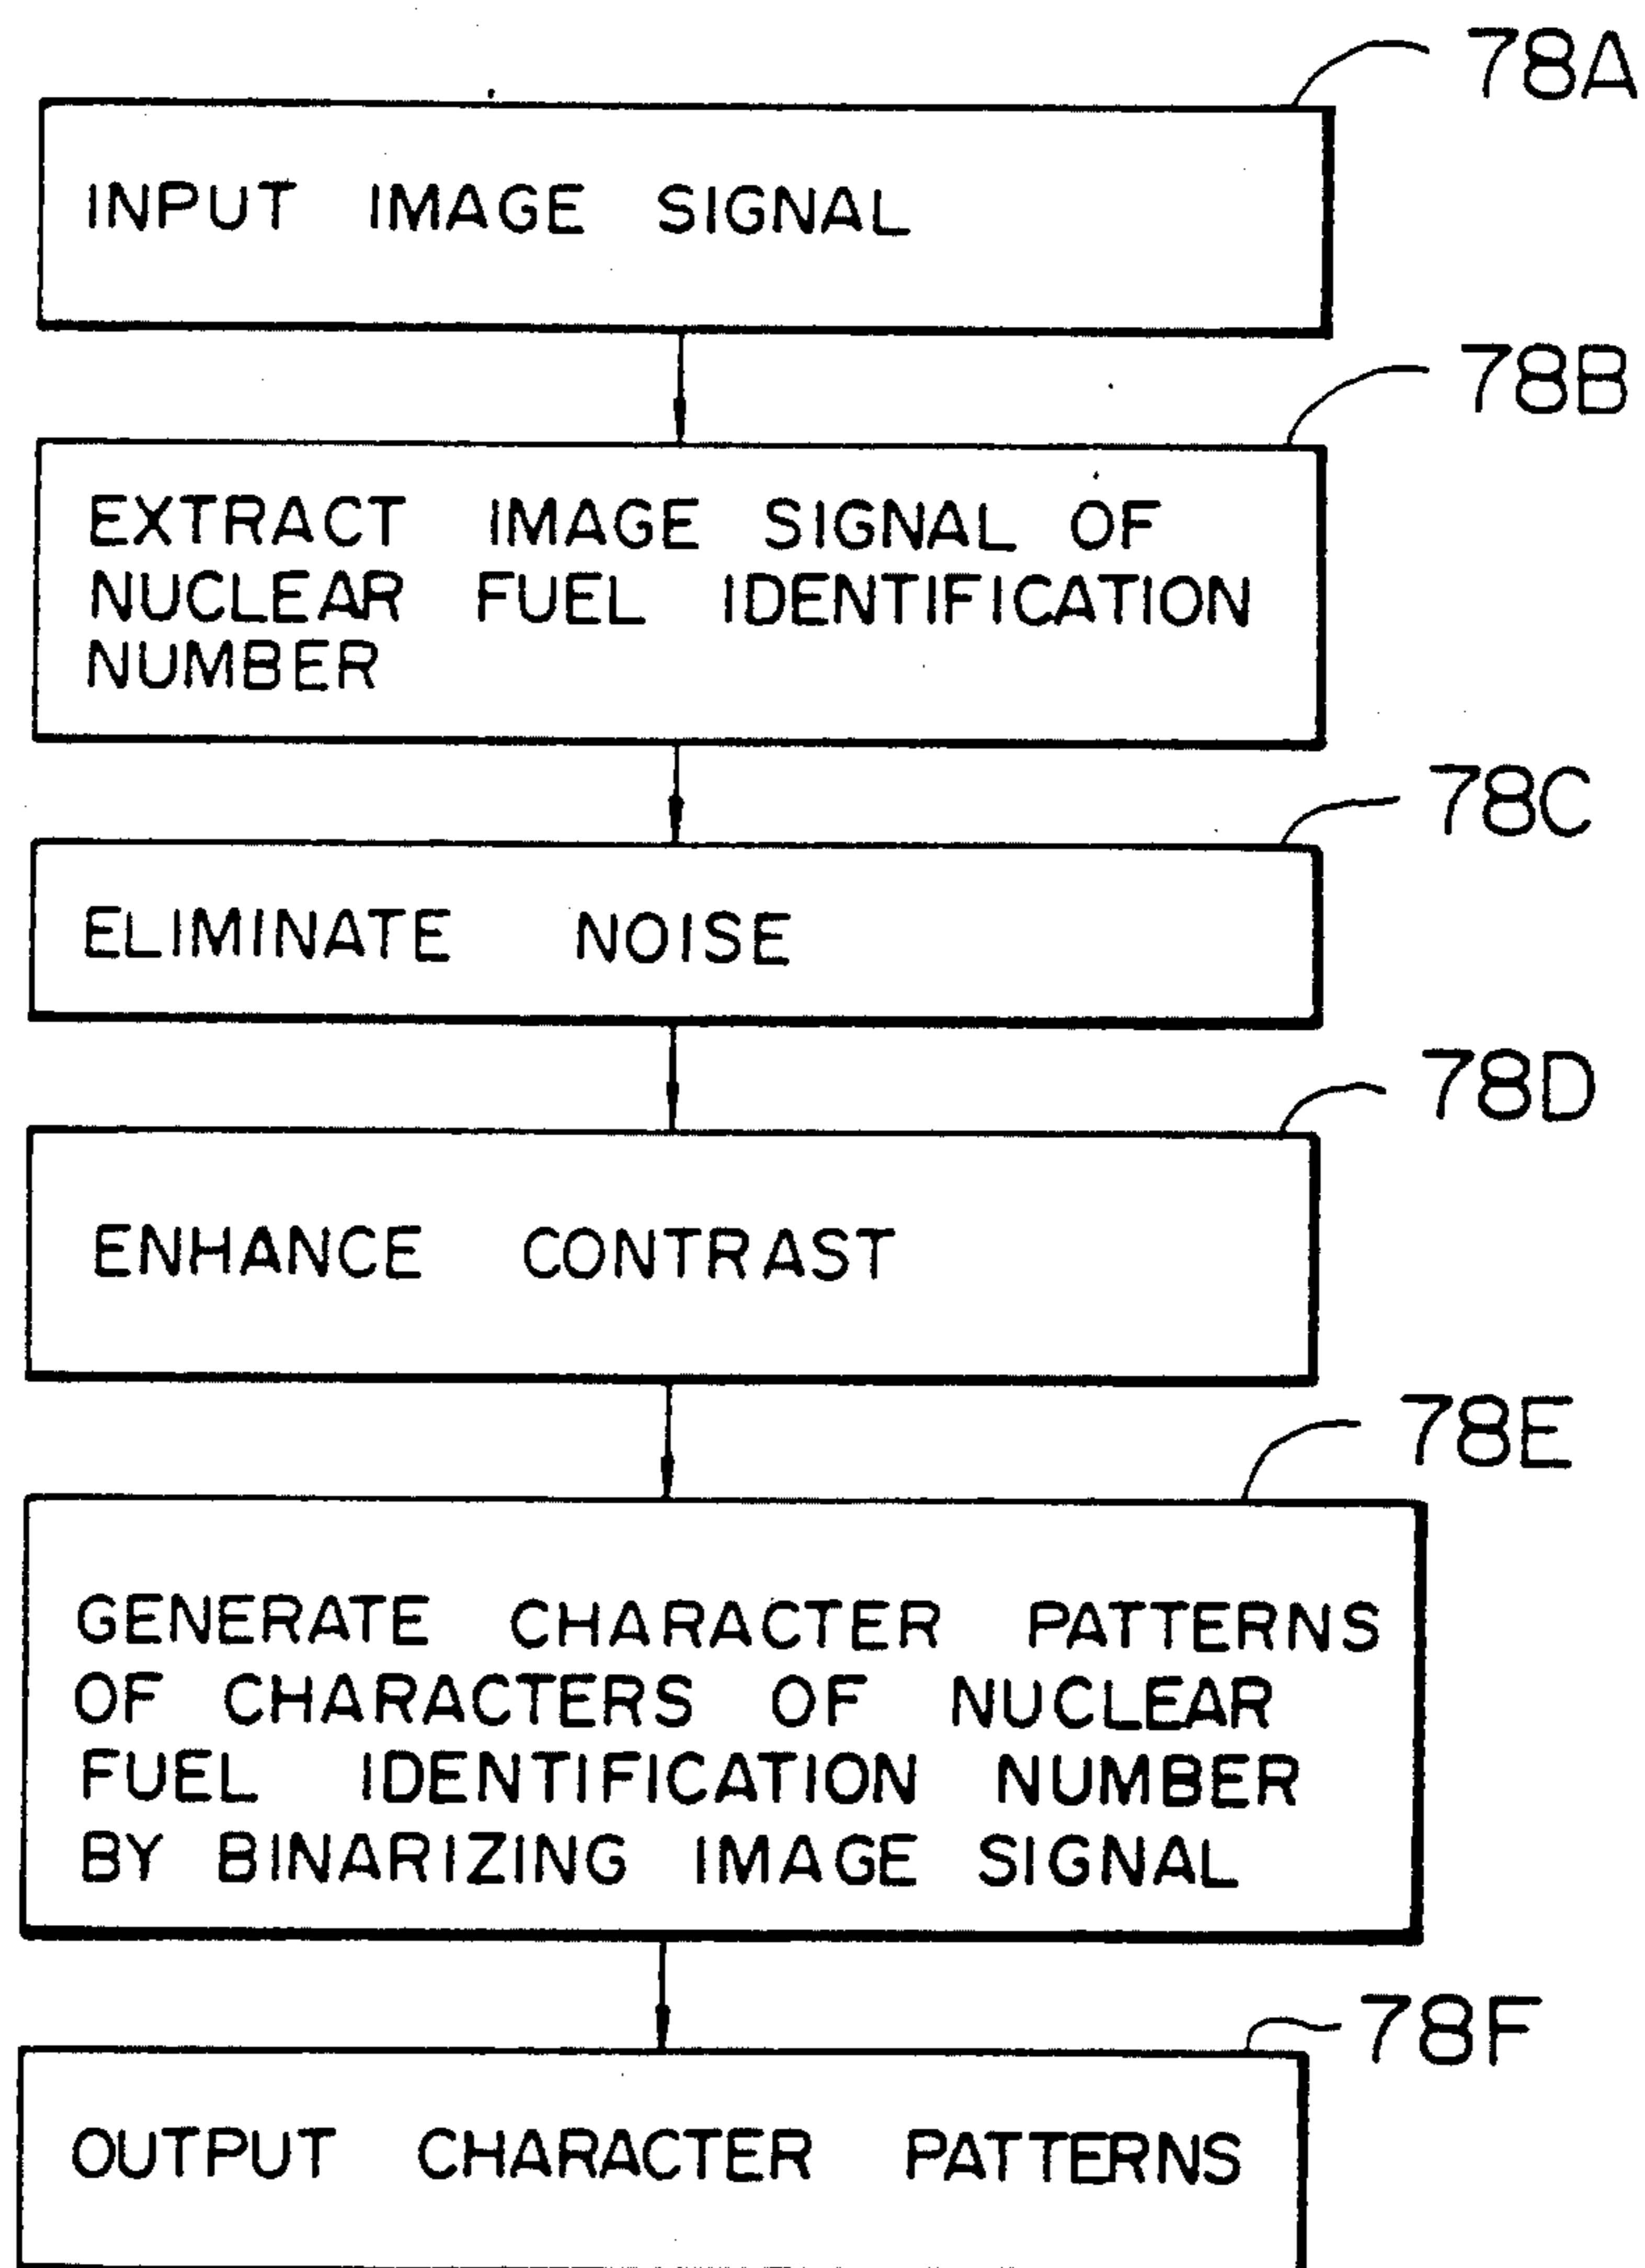 78A
INPUT IMAGE SIGNAL
78B
EXTRACT IMAGE SIGNAL OF
NUCLEAR FUEL IDENTIFICATION
NUMBER
78C
ELIMINATE NOISE
78D
ENHANCE CONTRAST
78E
GENERATE CHARACTER PATTERNS
OF CHARACTERS OF NUCLEAR
FUEL IDENTIFICATION NUMBER
BY BINARIZING IMAGE SIGNAL
78F
OUTPUT CHARACTER PATTERNS